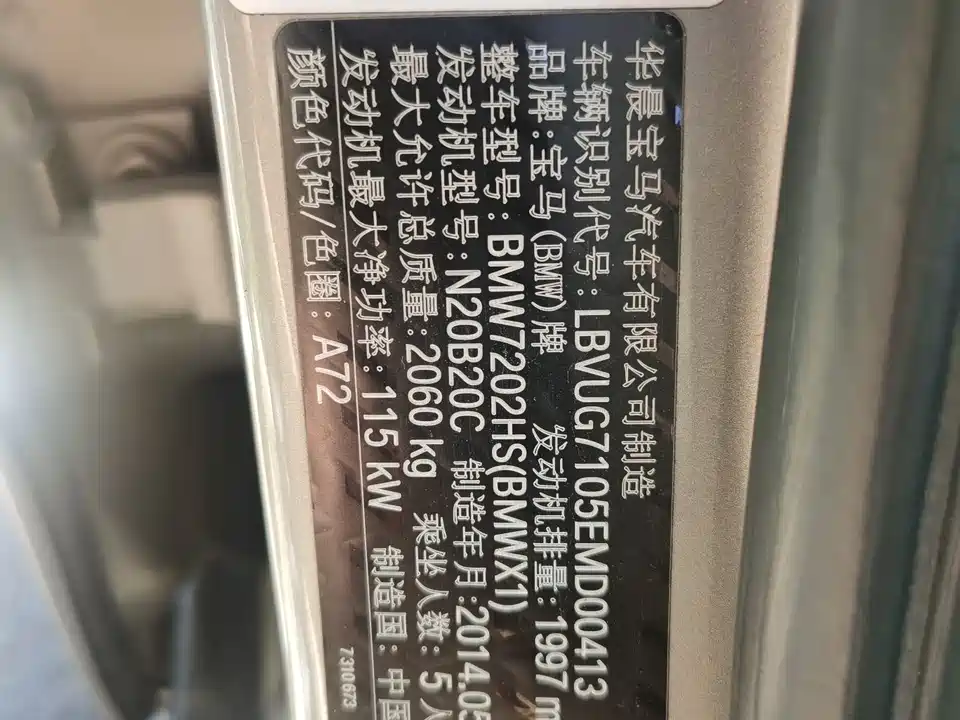 华晨宝马汽车有限公司制造
车辆识别代号：LBVUG7105EMD00413
品牌：宝马(BMW)牌 发动机排量：1997 m
整车型号：BMW7202HS(BMWX1)
发动机型号：N20B20C 制造年月：2014.05
最大允许总质量：2060 kg 乘坐人数：5人
发动机最大净功率：115 kW 制造国：中国
颜色代码/色圈：A72
7310673